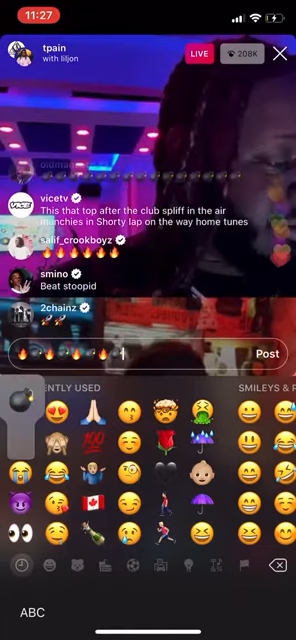 11:27
tpain
with liljon
LIVE
208K
vicetv
VICE
This that top after the club spliff in the air
munchies in Shorty lap on the way home tunes
salif_crookboyz
🔥🔥🔥🔥🔥🔥
smino
Beat stoopid
2chainz
🚀🚀
🔥💣🔥💣🔥💣🔥💣
Post
ENTLY USED
SMILEYS & P
ABC